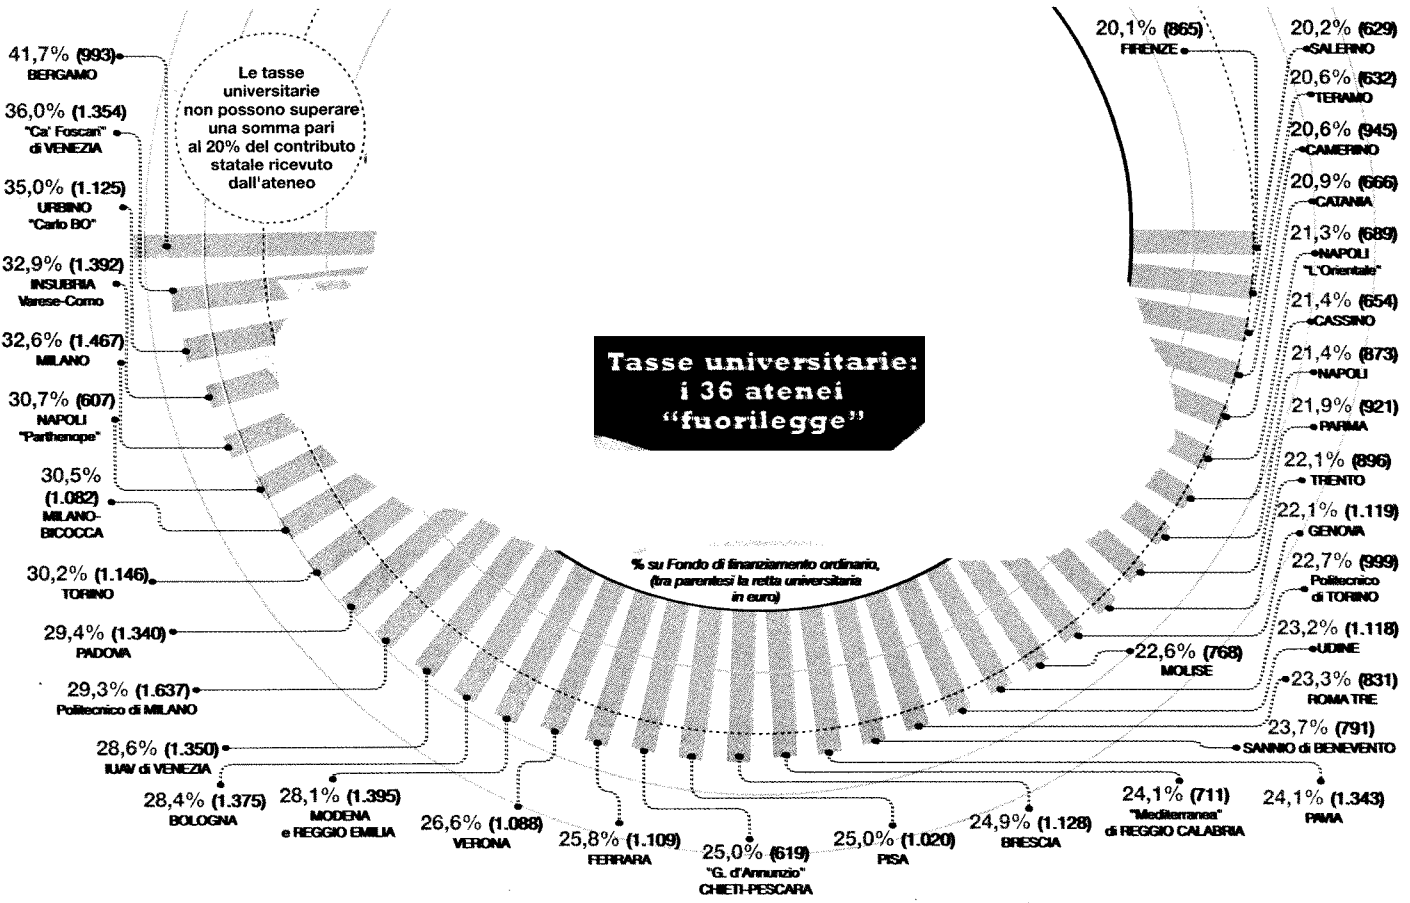 41,7% (993)
BERGAMO
36,0% (1.354)
"Ca' Foscari"
di VENEZIA
35,0% (1.125)
URBINO
"Carlo BO"
32,9% (1.392)
INSUBRIA
Varese-Como
32,6% (1.467)
MILANO
30,7% (607)
NAPOLI
"Parthenope"
30,5%
(1.082)
MILANO-
BICOCCA
30,2% (1.146)
TORINO
29,4% (1.340)
PADOVA
29,3% (1.637)
Politecnico di MILANO
28,6% (1.350)
IUAV di VENEZIA
28,4% (1.375)
BOLOGNA
28,1% (1.395)
MODENA
e REGGIO EMILIA
26,6% (1.088)
VERONA
25,8% (1.109)
FERRARA
25,0% (619)
"G. d'Annunzio"
CHIETI-PESCARA
25,0% (1.020)
PISA
24,9% (1.128)
BRESCIA
24,1% (711)
"Mediterranea"
di REGGIO CALABRIA
24,1% (1.343)
PAVIA
23,7% (791)
SANNIO di BENEVENTO
23,3% (831)
ROMA TRE
23,2% (1.118)
UDINE
22,6% (768)
MOLISE
22,7% (999)
Politecnico
di TORINO
22,1% (1.119)
GENOVA
22,1% (896)
TRENTO
21,9% (921)
PARMA
21,4% (873)
NAPOLI
21,4% (654)
CASSINO
21,3% (689)
NAPOLI
"L'Orientale"
20,9% (666)
CATANIA
20,6% (945)
CAMERINO
20,6% (632)
TERAMO
20,2% (629)
SALERNO
20,1% (865)
FIRENZE
Le tasse
universitarie
non possono superare
una somma pari
al 20% del contributo
statale ricevuto
dall'ateneo
Tasse universitarie:
i 36 atenei
"fuorilegge"
% su Fondo di finanziamento ordinario,
(tra parentesi la retta universitaria
in euro)